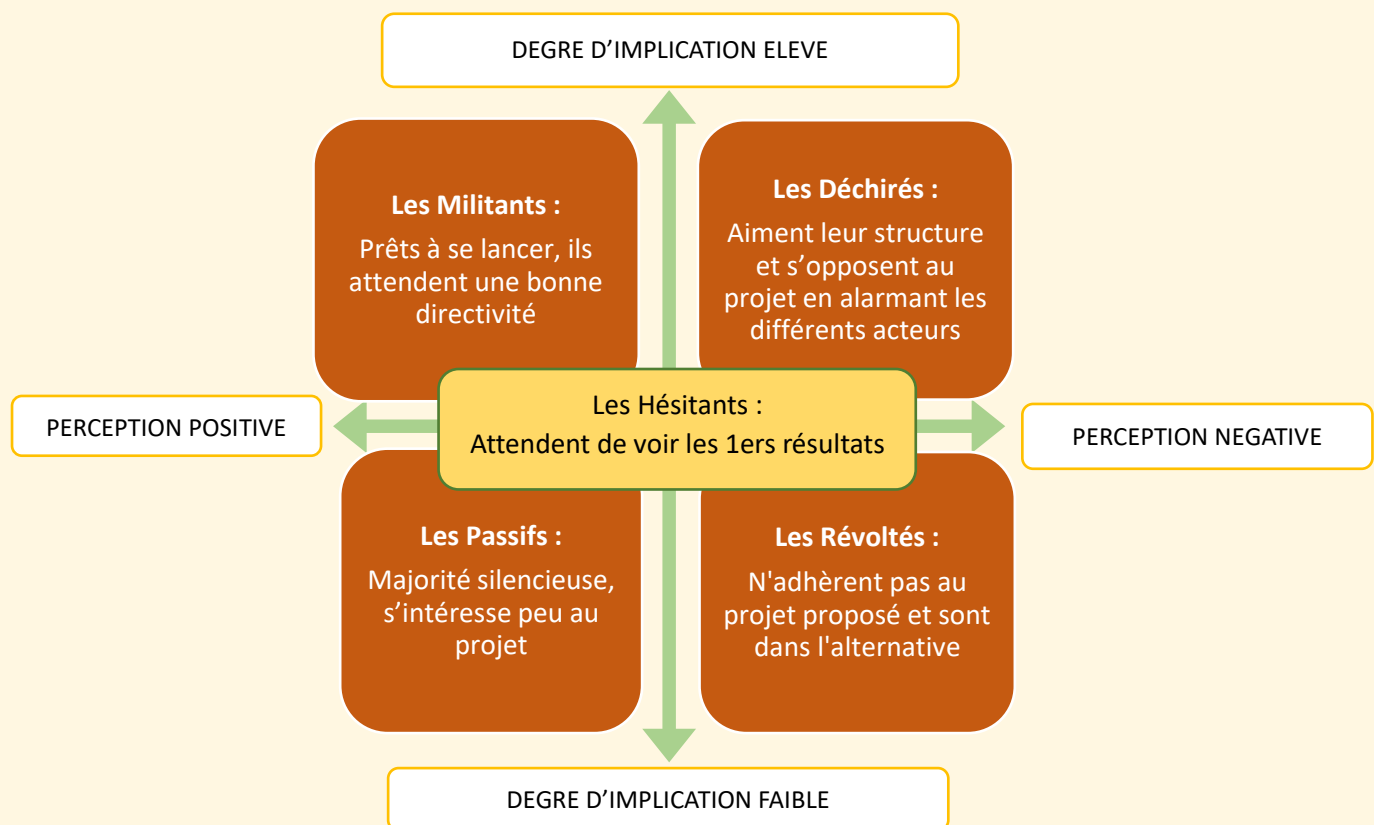 DEGRE D’IMPLICATION ELEVE
Les Militants :
Prêts à se lancer, ils
attendent une bonne
directivité
Les Déchirés :
Aiment leur structure
et s’opposent au
projet en alarmant les
différents acteurs
PERCEPTION POSITIVE
Les Hésitants :
Attendent de voir les 1ers résultats
PERCEPTION NEGATIVE
Les Passifs :
Majorité silencieuse,
s’intéresse peu au
projet
Les Révoltés :
N'adhèrent pas au
projet proposé et sont
dans l'alternative
DEGRE D’IMPLICATION FAIBLE